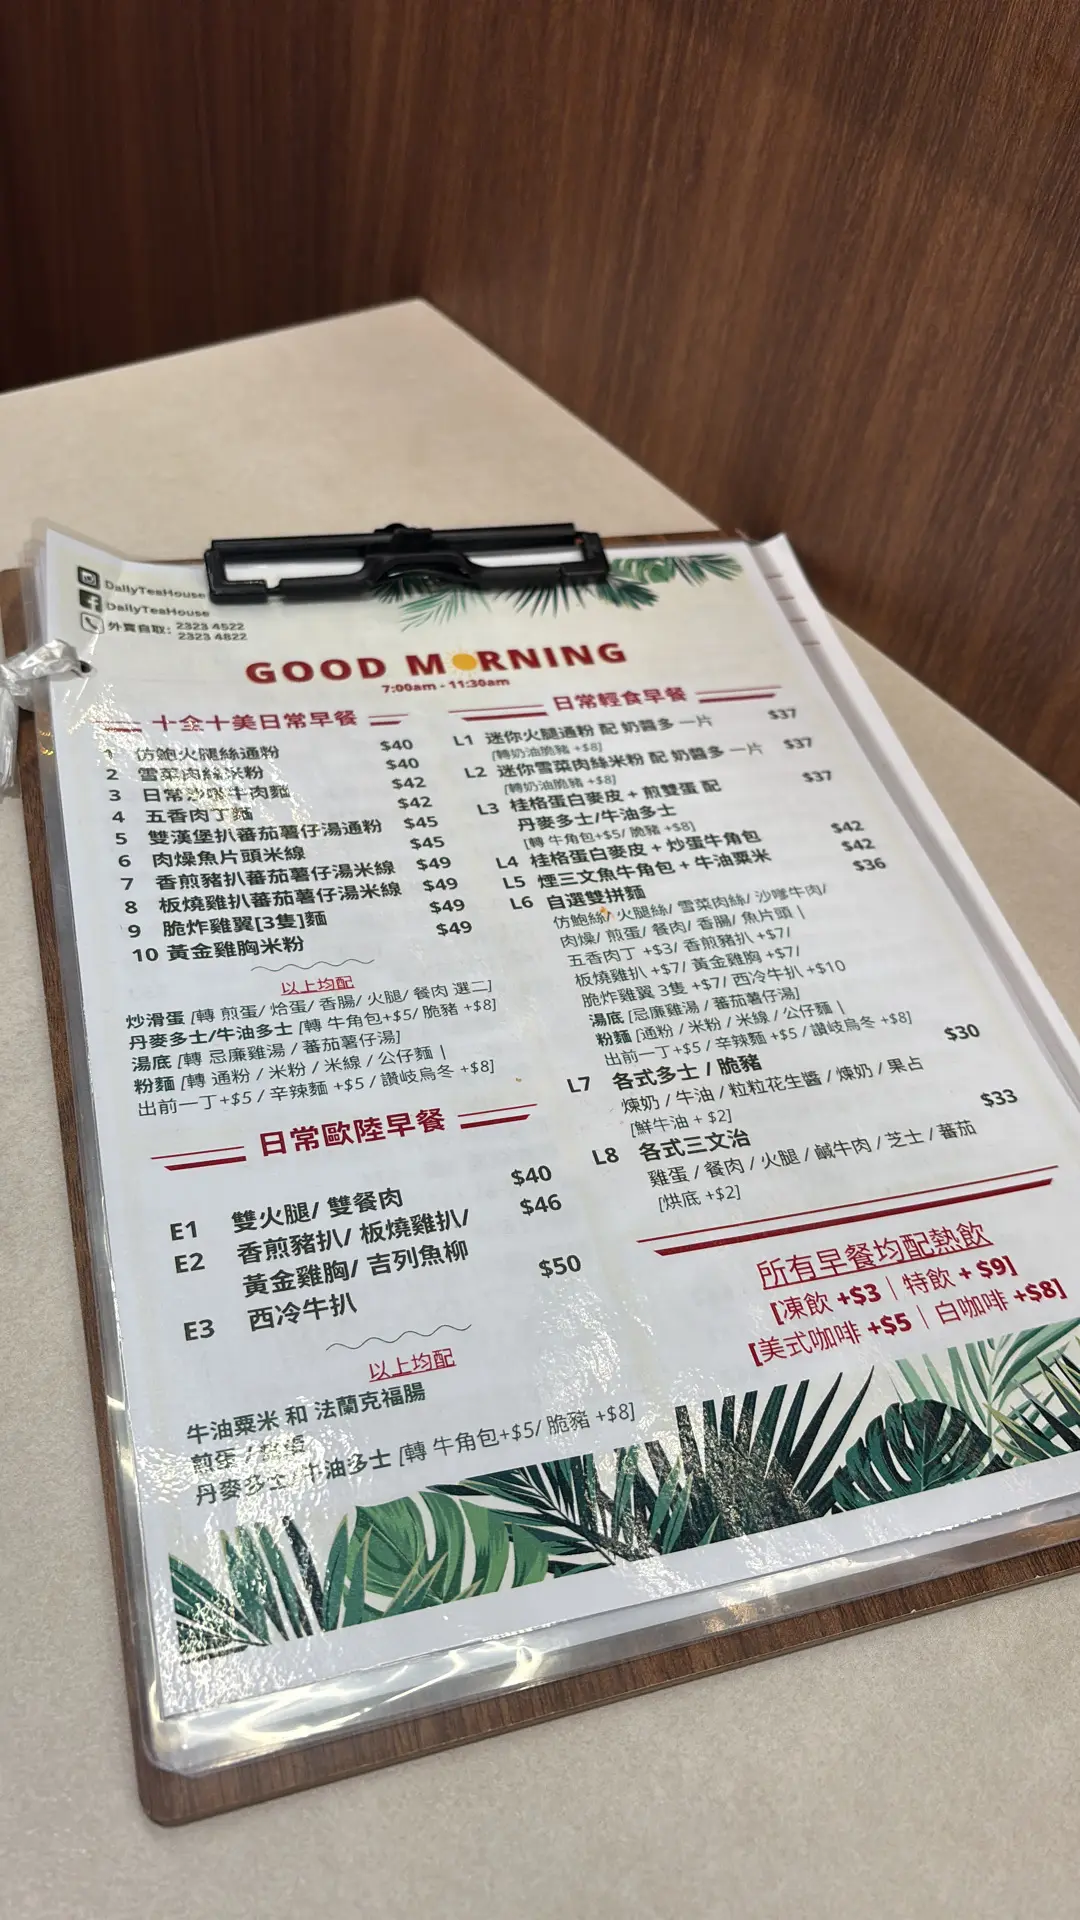 DailyTeaHouse
DailyTeaHouse
外賣自取: 2323 4522
2323 4822
GOOD MORNING
7:00am - 11:30am
十全十美日常早餐
1 仿鮑火腿絲通粉 $40
2 雪菜肉絲米粉 $40
3 日常沙嗲牛肉麵 $42
4 五香肉丁麵 $42
5 雙漢堡扒蕃茄薯仔湯通粉 $45
6 肉燥魚片頭米線 $45
7 香煎豬扒蕃茄薯仔湯米線 $49
8 板燒雞扒蕃茄薯仔湯米線 $49
9 脆炸雞翼[3隻]麵 $49
10 黃金雞胸米粉 $49
以上均配
炒滑蛋 [轉 煎蛋/ 烚蛋/ 香腸/ 火腿/ 餐肉 選二]
丹麥多士/牛油多士 [轉 牛角包+$5/ 脆豬 +$8]
湯底 [轉 忌廉雞湯 / 蕃茄薯仔湯]
粉麵 [轉 通粉 / 米粉 / 米線 / 公仔麵 |
出前一丁+$5 / 辛辣麵 +$5 / 讚岐烏冬 +$8]
日常歐陸早餐
E1 雙火腿/ 雙餐肉 $40
E2 香煎豬扒/ 板燒雞扒/ $46
黃金雞胸/ 吉列魚柳
E3 西冷牛扒 $50
以上均配
牛油粟米 和 法蘭克福腸
煎蛋 /
丹麥多士/牛油多士 [轉 牛角包+$5/ 脆豬 +$8]
日常輕食早餐
L1 迷你火腿通粉 配 奶醬多 一片 $37
[轉奶油脆豬 +$8]
L2 迷你雪菜肉絲米粉 配 奶醬多 一片 $37
[轉奶油脆豬 +$8]
L3 桂格蛋白麥皮 + 煎雙蛋 配 $37
丹麥多士/牛油多士
[轉 牛角包+$5/ 脆豬 +$8]
L4 桂格蛋白麥皮 + 炒蛋牛角包 $42
L5 煙三文魚牛角包 + 牛油粟米 $42
L6 自選雙拼麵 $36
仿鮑絲/ 火腿絲/ 雪菜肉絲/ 沙嗲牛肉/
肉燥/ 煎蛋/ 餐肉/ 香腸/ 魚片頭 |
五香肉丁 +$3/ 香煎豬扒 +$7/
板燒雞扒 +$7/ 黃金雞胸 +$7/
脆炸雞翼 3隻 +$7/ 西冷牛扒 +$10
湯底 [忌廉雞湯 / 蕃茄薯仔湯]
粉麵 [通粉 / 米粉 / 米線 / 公仔麵 |
出前一丁+$5 / 辛辣麵 +$5 / 讚岐烏冬 +$8]
L7 各式多士 / 脆豬 $30
煉奶 / 牛油 / 粒粒花生醬 / 煉奶 / 果占
[鮮牛油 + $2]
L8 各式三文治 $33
雞蛋 / 餐肉 / 火腿 / 鹹牛肉 / 芝士 / 蕃茄
[烘底 +$2]
所有早餐均配熱飲
[凍飲 +$3 | 特飲 + $9]
[美式咖啡 +$5 | 白咖啡 +$8]